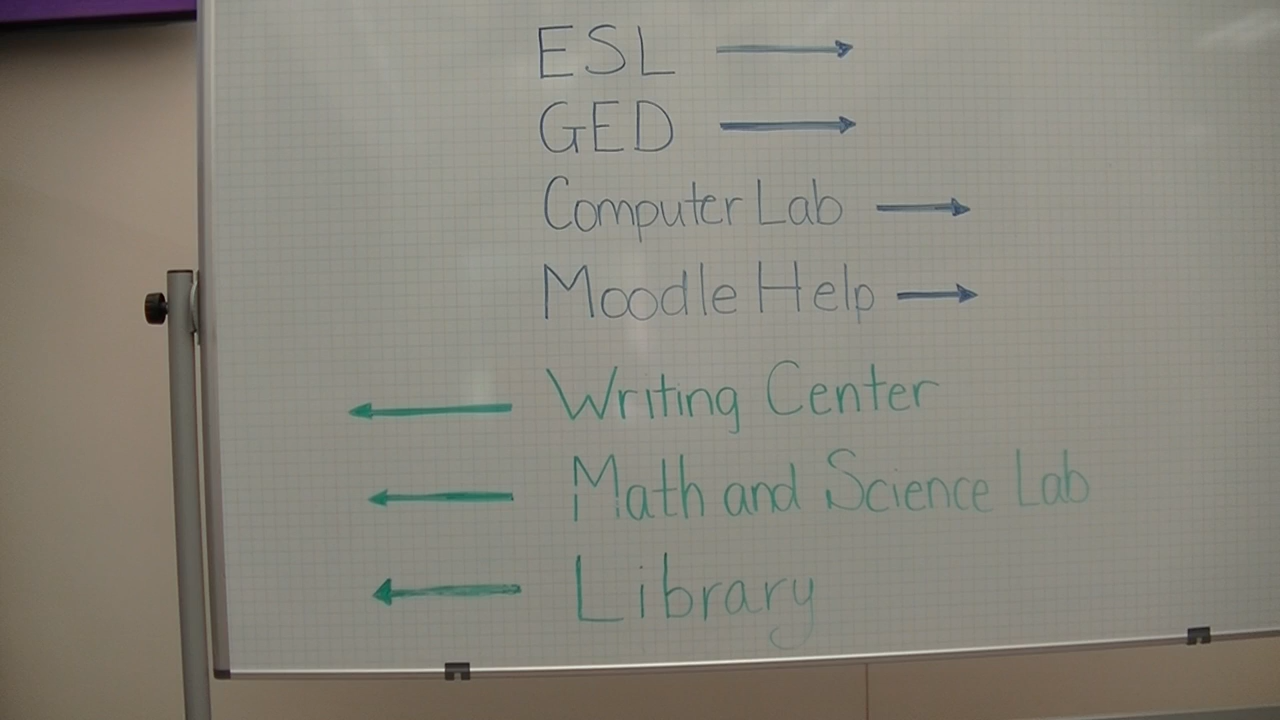 ESL →
GED →
Computer Lab →
Moodle Help →
← Writing Center
← Math and Science Lab
← Library